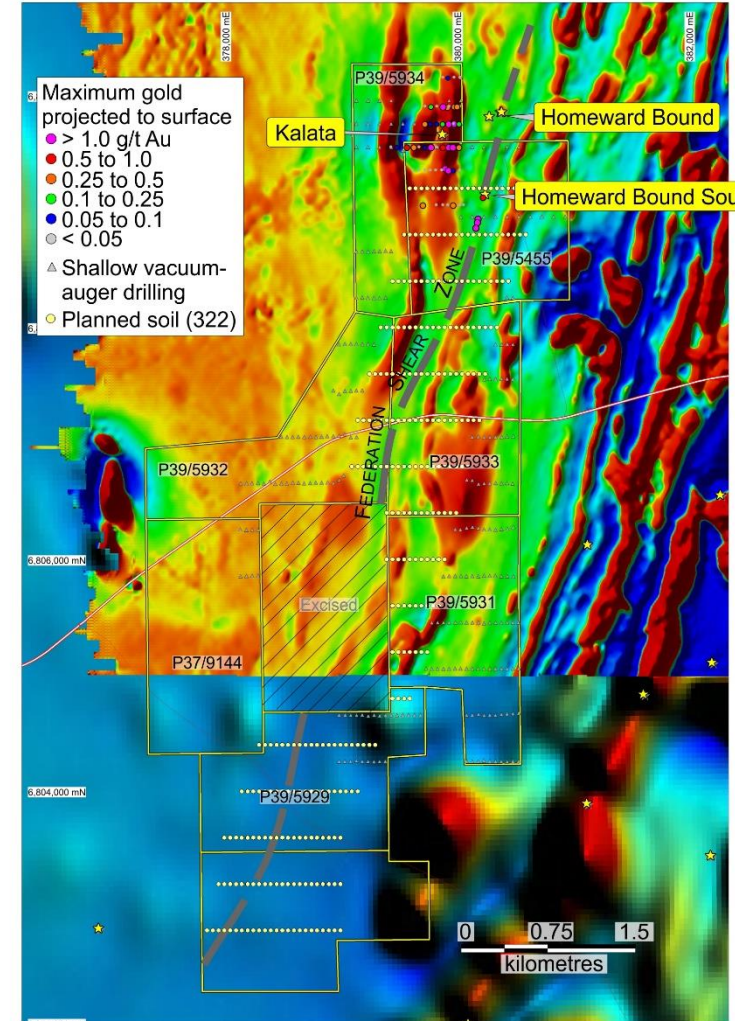 378,000 mE
380,000 mE
382,000 mE
Maximum gold
projected to surface
> 1.0 g/t Au
0.5 to 1.0
0.25 to 0.5
0.1 to 0.25
0.05 to 0.1
< 0.05
Shallow vacuum-
auger drilling
Planned soil (322)
P39/5934
Kalata
Homeward Bound
Homeward Bound Sou
P39/5455
FEDERATION SHEAR ZONE
P39/5932
P39/5933
6,806,000 mN
Excised
P39/5931
P37/9144
6,804,000 mN
P39/5929
0 0.75 1.5
kilometres